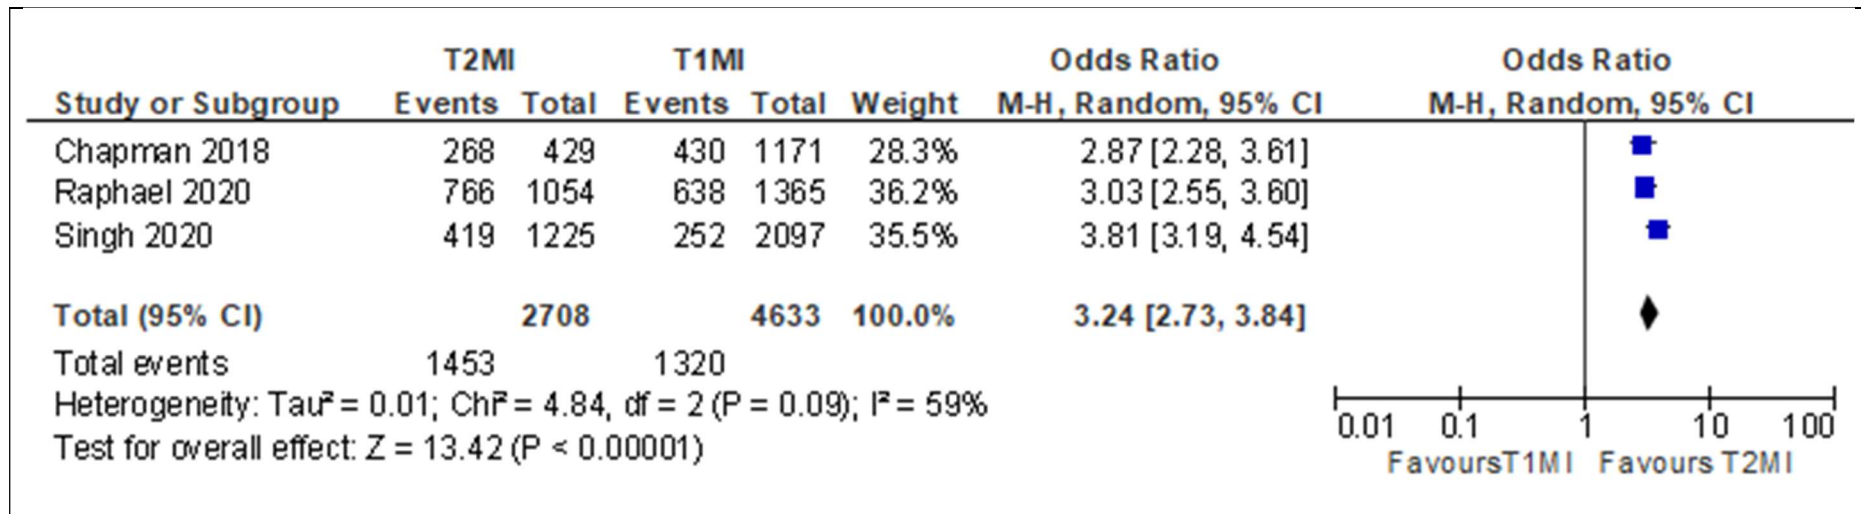 T2MI T1MI Odds Ratio Odds Ratio
Study or Subgroup Events Total Events Total Weight M-H, Random, 95% CI M-H, Random, 95% CI
Chapman 2018 268 429 430 1171 28.3% 2.87 [2.28, 3.61]
Raphael 2020 766 1054 638 1365 36.2% 3.03 [2.55, 3.60]
Singh 2020 419 1225 252 2097 35.5% 3.81 [3.19, 4.54]
Total (95% CI) 2708 4633 100.0% 3.24 [2.73, 3.84]
Total events 1453 1320
Heterogeneity: Tau² = 0.01; Chi² = 4.84, df = 2 (P = 0.09); I² = 59%
Test for overall effect: Z = 13.42 (P < 0.00001)
0.01 0.1 1 10 100
FavoursT1MI Favours T2MI